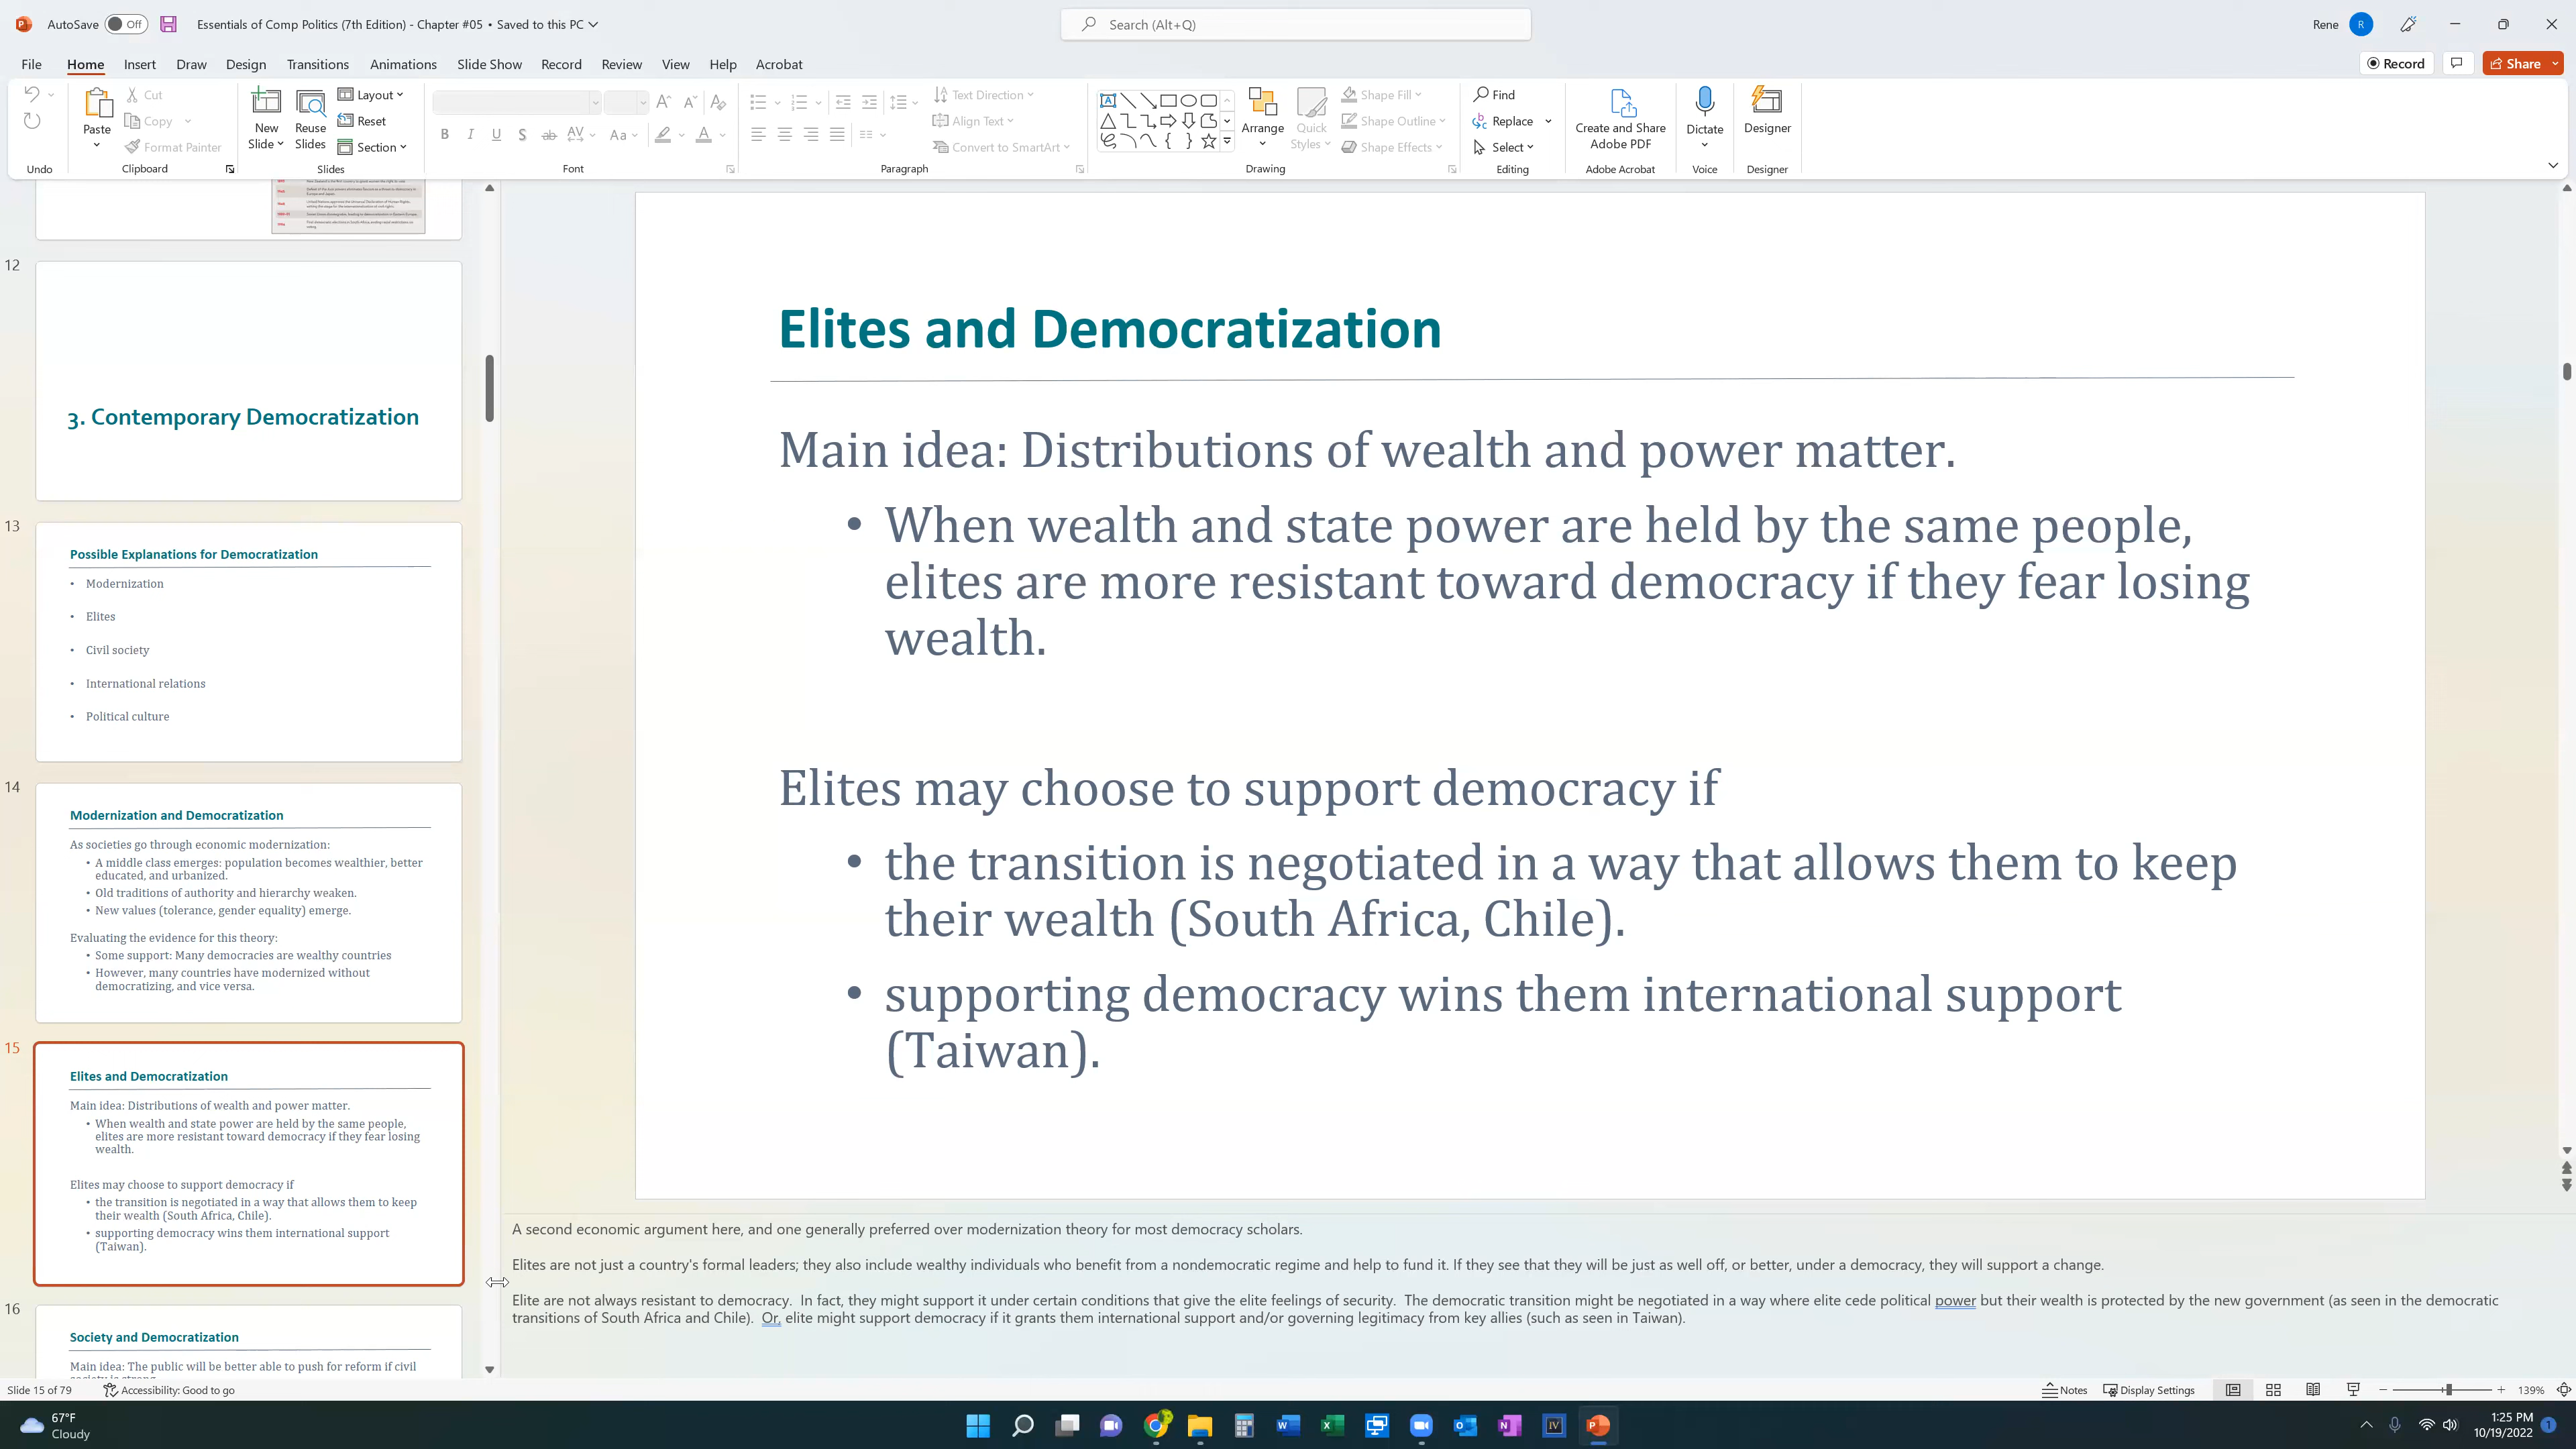 AutoSave Off Essentials of Comp Politics (7th Edition) - Chapter #05 • Saved to this PC Search (Alt+Q) Rene R
File Home Insert Draw Design Transitions Animations Slide Show Record Review View Help Acrobat Record Share
Paste Cut Copy Format Painter
New Slide Reuse Slides Layout Reset Section
B I U S ab AV Aa A
Text Direction Align Text Convert to SmartArt
Arrange Quick Styles Shape Fill Shape Outline Shape Effects
Find Replace Select
Create and Share Adobe PDF Dictate Designer
Undo Clipboard Slides Font Paragraph Drawing Editing Adobe Acrobat Voice Designer
12
3. Contemporary Democratization
13
Possible Explanations for Democratization
• Modernization
• Elites
• Civil society
• International relations
• Political culture
14
Modernization and Democratization
As societies go through economic modernization:
• A middle class emerges: population becomes wealthier, better
educated, and urbanized.
• Old traditions of authority and hierarchy weaken.
• New values (tolerance, gender equality) emerge.
Evaluating the evidence for this theory:
• Some support: Many democracies are wealthy countries
• However, many countries have modernized without
democratizing, and vice versa.
15
Elites and Democratization
Main idea: Distributions of wealth and power matter.
• When wealth and state power are held by the same people,
elites are more resistant toward democracy if they fear losing
wealth.
Elites may choose to support democracy if
• the transition is negotiated in a way that allows them to keep
their wealth (South Africa, Chile).
• supporting democracy wins them international support
(Taiwan).
16
Society and Democratization
Main idea: The public will be better able to push for reform if civil
Elites and Democratization
Main idea: Distributions of wealth and power matter.
• When wealth and state power are held by the same people,
elites are more resistant toward democracy if they fear losing
wealth.
Elites may choose to support democracy if
• the transition is negotiated in a way that allows them to keep
their wealth (South Africa, Chile).
• supporting democracy wins them international support
(Taiwan).
A second economic argument here, and one generally preferred over modernization theory for most democracy scholars.
Elites are not just a country's formal leaders; they also include wealthy individuals who benefit from a nondemocratic regime and help to fund it. If they see that they will be just as well off, or better, under a democracy, they will support a change.
Elite are not always resistant to democracy. In fact, they might support it under certain conditions that give the elite feelings of security. The democratic transition might be negotiated in a way where elite cede political power but their wealth is protected by the new government (as seen in the democratic
transitions of South Africa and Chile). Or, elite might support democracy if it grants them international support and/or governing legitimacy from key allies (such as seen in Taiwan).
Slide 15 of 79 Accessibility: Good to go Notes Display Settings 139%
67°F
Cloudy
1:25 PM
10/19/2022